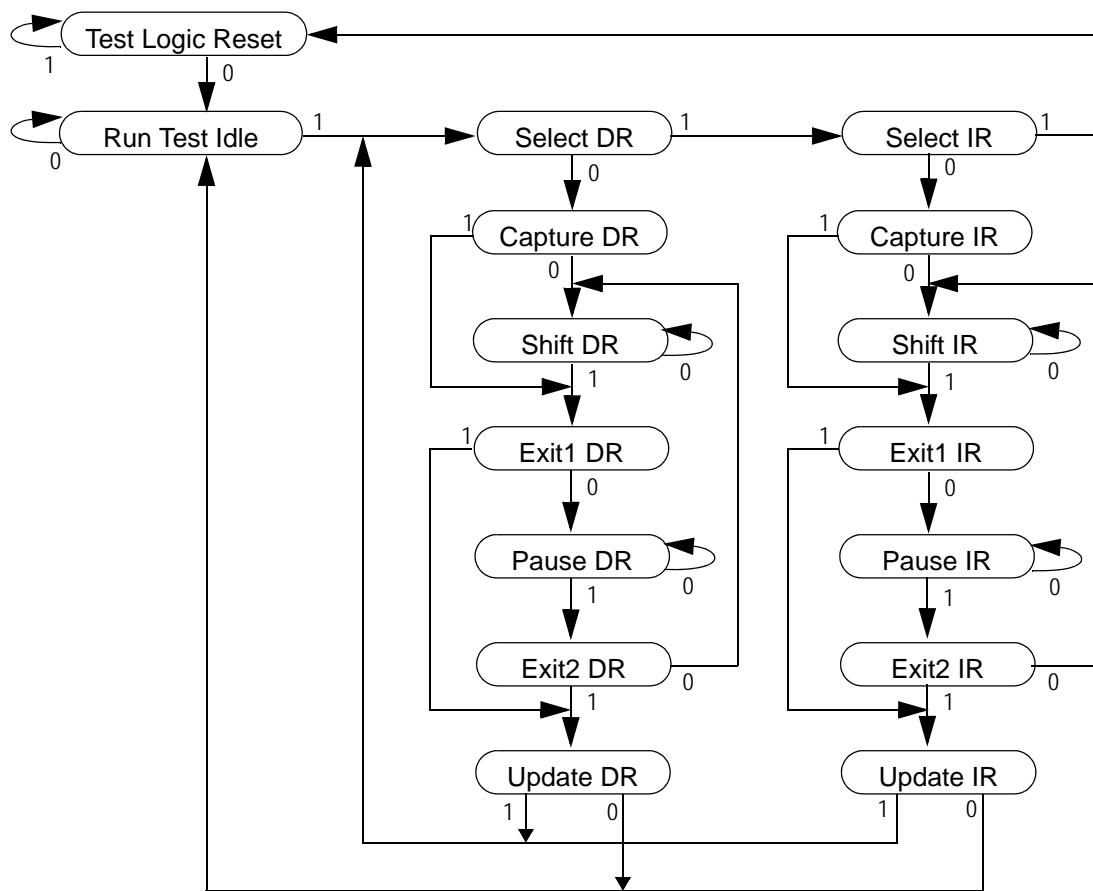 Test Logic Reset
1
0
Run Test Idle
0
1
Select DR
1
0
Select IR
1
0
1
Capture DR
0
1
Capture IR
0
Shift DR
0
1
Shift IR
0
1
1
Exit1 DR
0
1
Exit1 IR
0
Pause DR
0
1
Pause IR
0
1
Exit2 DR
0
1
Exit2 IR
0
1
Update DR
1
0
Update IR
1
0